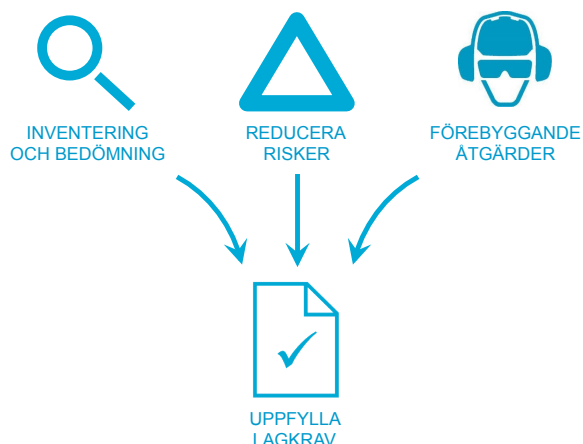 INVENTERING
OCH BEDÖMNING
REDUCERA
RISKER
FÖREBYGGANDE
ÅTGÄRDER
UPPFYLLA
LAGKRAV